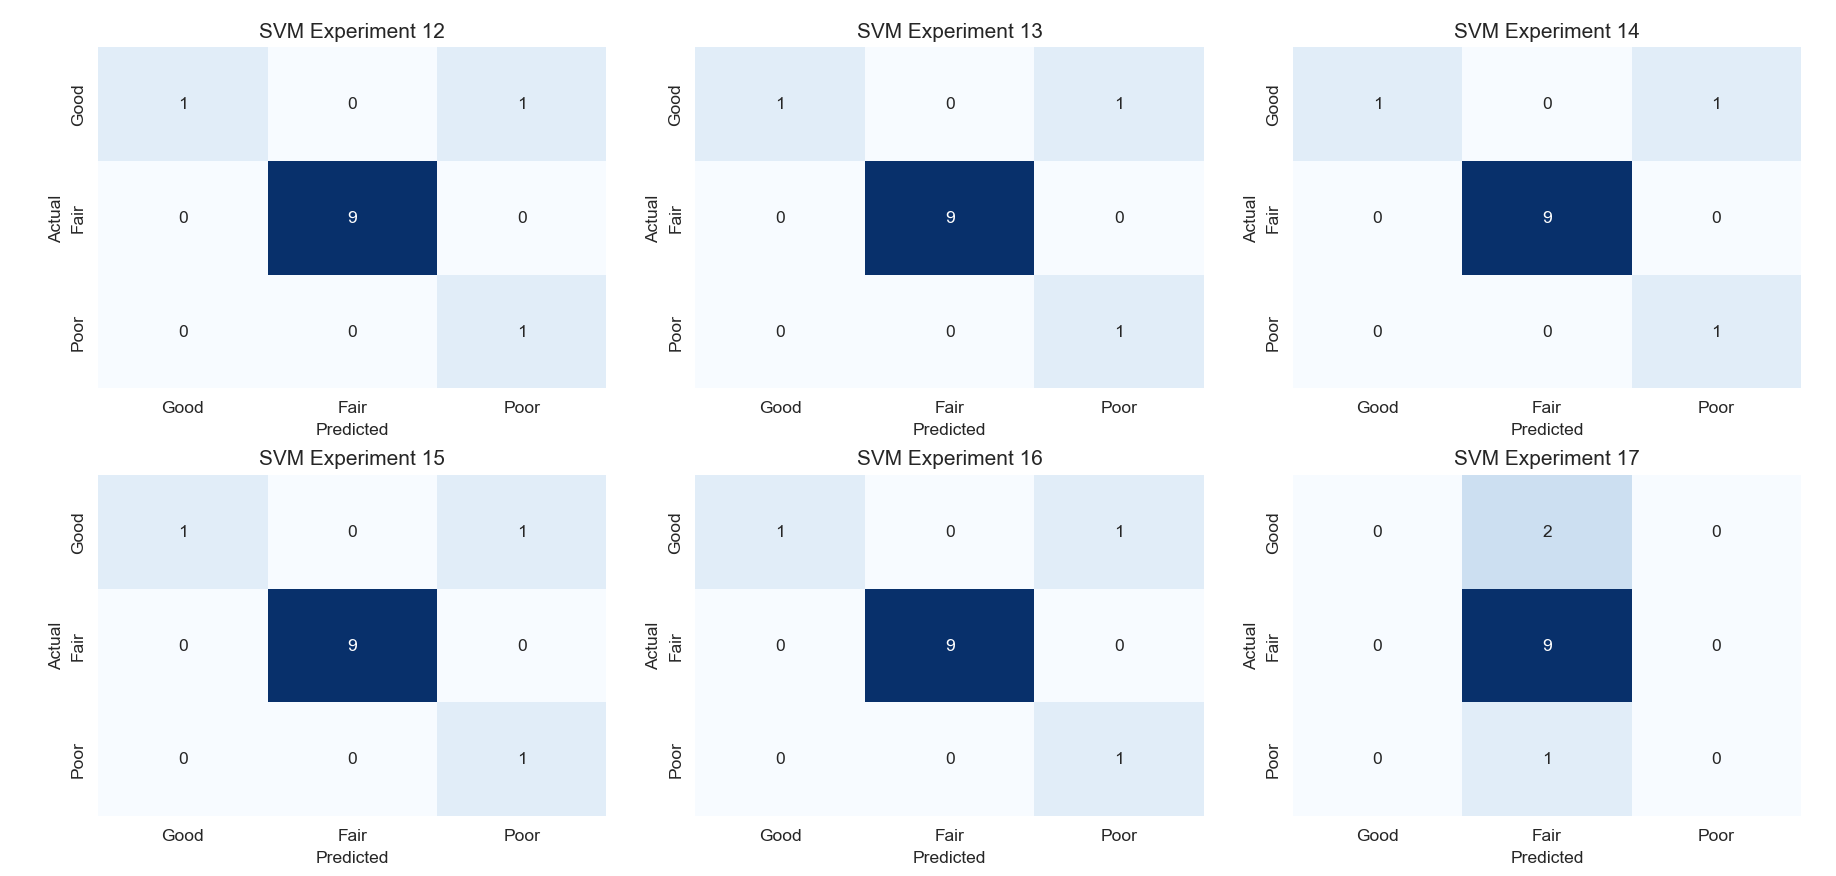 SVM Experiment 12
Good
1
0
1
Actual
Fair
0
9
0
Poor
0
0
1
Good
Fair
Poor
Predicted
SVM Experiment 13
Good
1
0
1
Actual
Fair
0
9
0
Poor
0
0
1
Good
Fair
Poor
Predicted
SVM Experiment 14
Good
1
0
1
Actual
Fair
0
9
0
Poor
0
0
1
Good
Fair
Poor
Predicted
SVM Experiment 15
Good
1
0
1
Actual
Fair
0
9
0
Poor
0
0
1
Good
Fair
Poor
Predicted
SVM Experiment 16
Good
1
0
1
Actual
Fair
0
9
0
Poor
0
0
1
Good
Fair
Poor
Predicted
SVM Experiment 17
Good
0
2
0
Actual
Fair
0
9
0
Poor
0
1
0
Good
Fair
Poor
Predicted